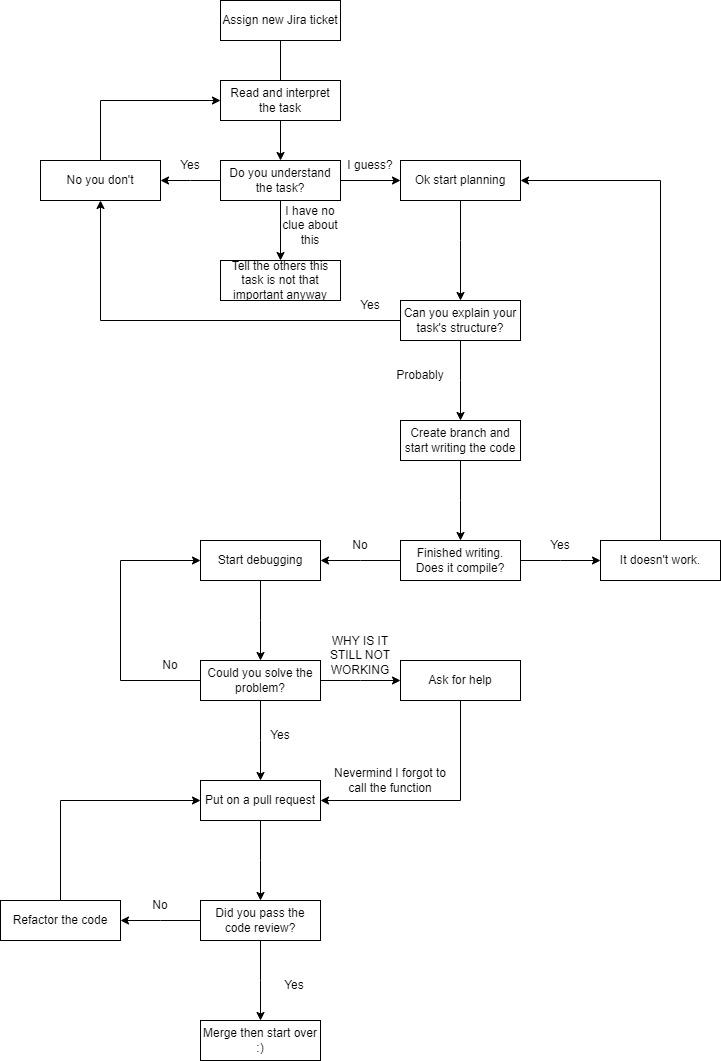 Assign new Jira ticket
Read and interpret
the task
No you don't
Yes
Do you understand
the task?
I guess?
Ok start planning
I have no
clue about
this
Tell the others this
task is not that
important anyway
Yes
Can you explain your
task's structure?
Probably
Create branch and
start writing the code
Start debugging
No
Finished writing.
Does it compile?
Yes
It doesn't work.
No
Could you solve the
problem?
WHY IS IT
STILL NOT
WORKING
Ask for help
Yes
Nevermind I forgot to
call the function
Put on a pull request
Refactor the code
No
Did you pass the
code review?
Yes
Merge then start over
:)